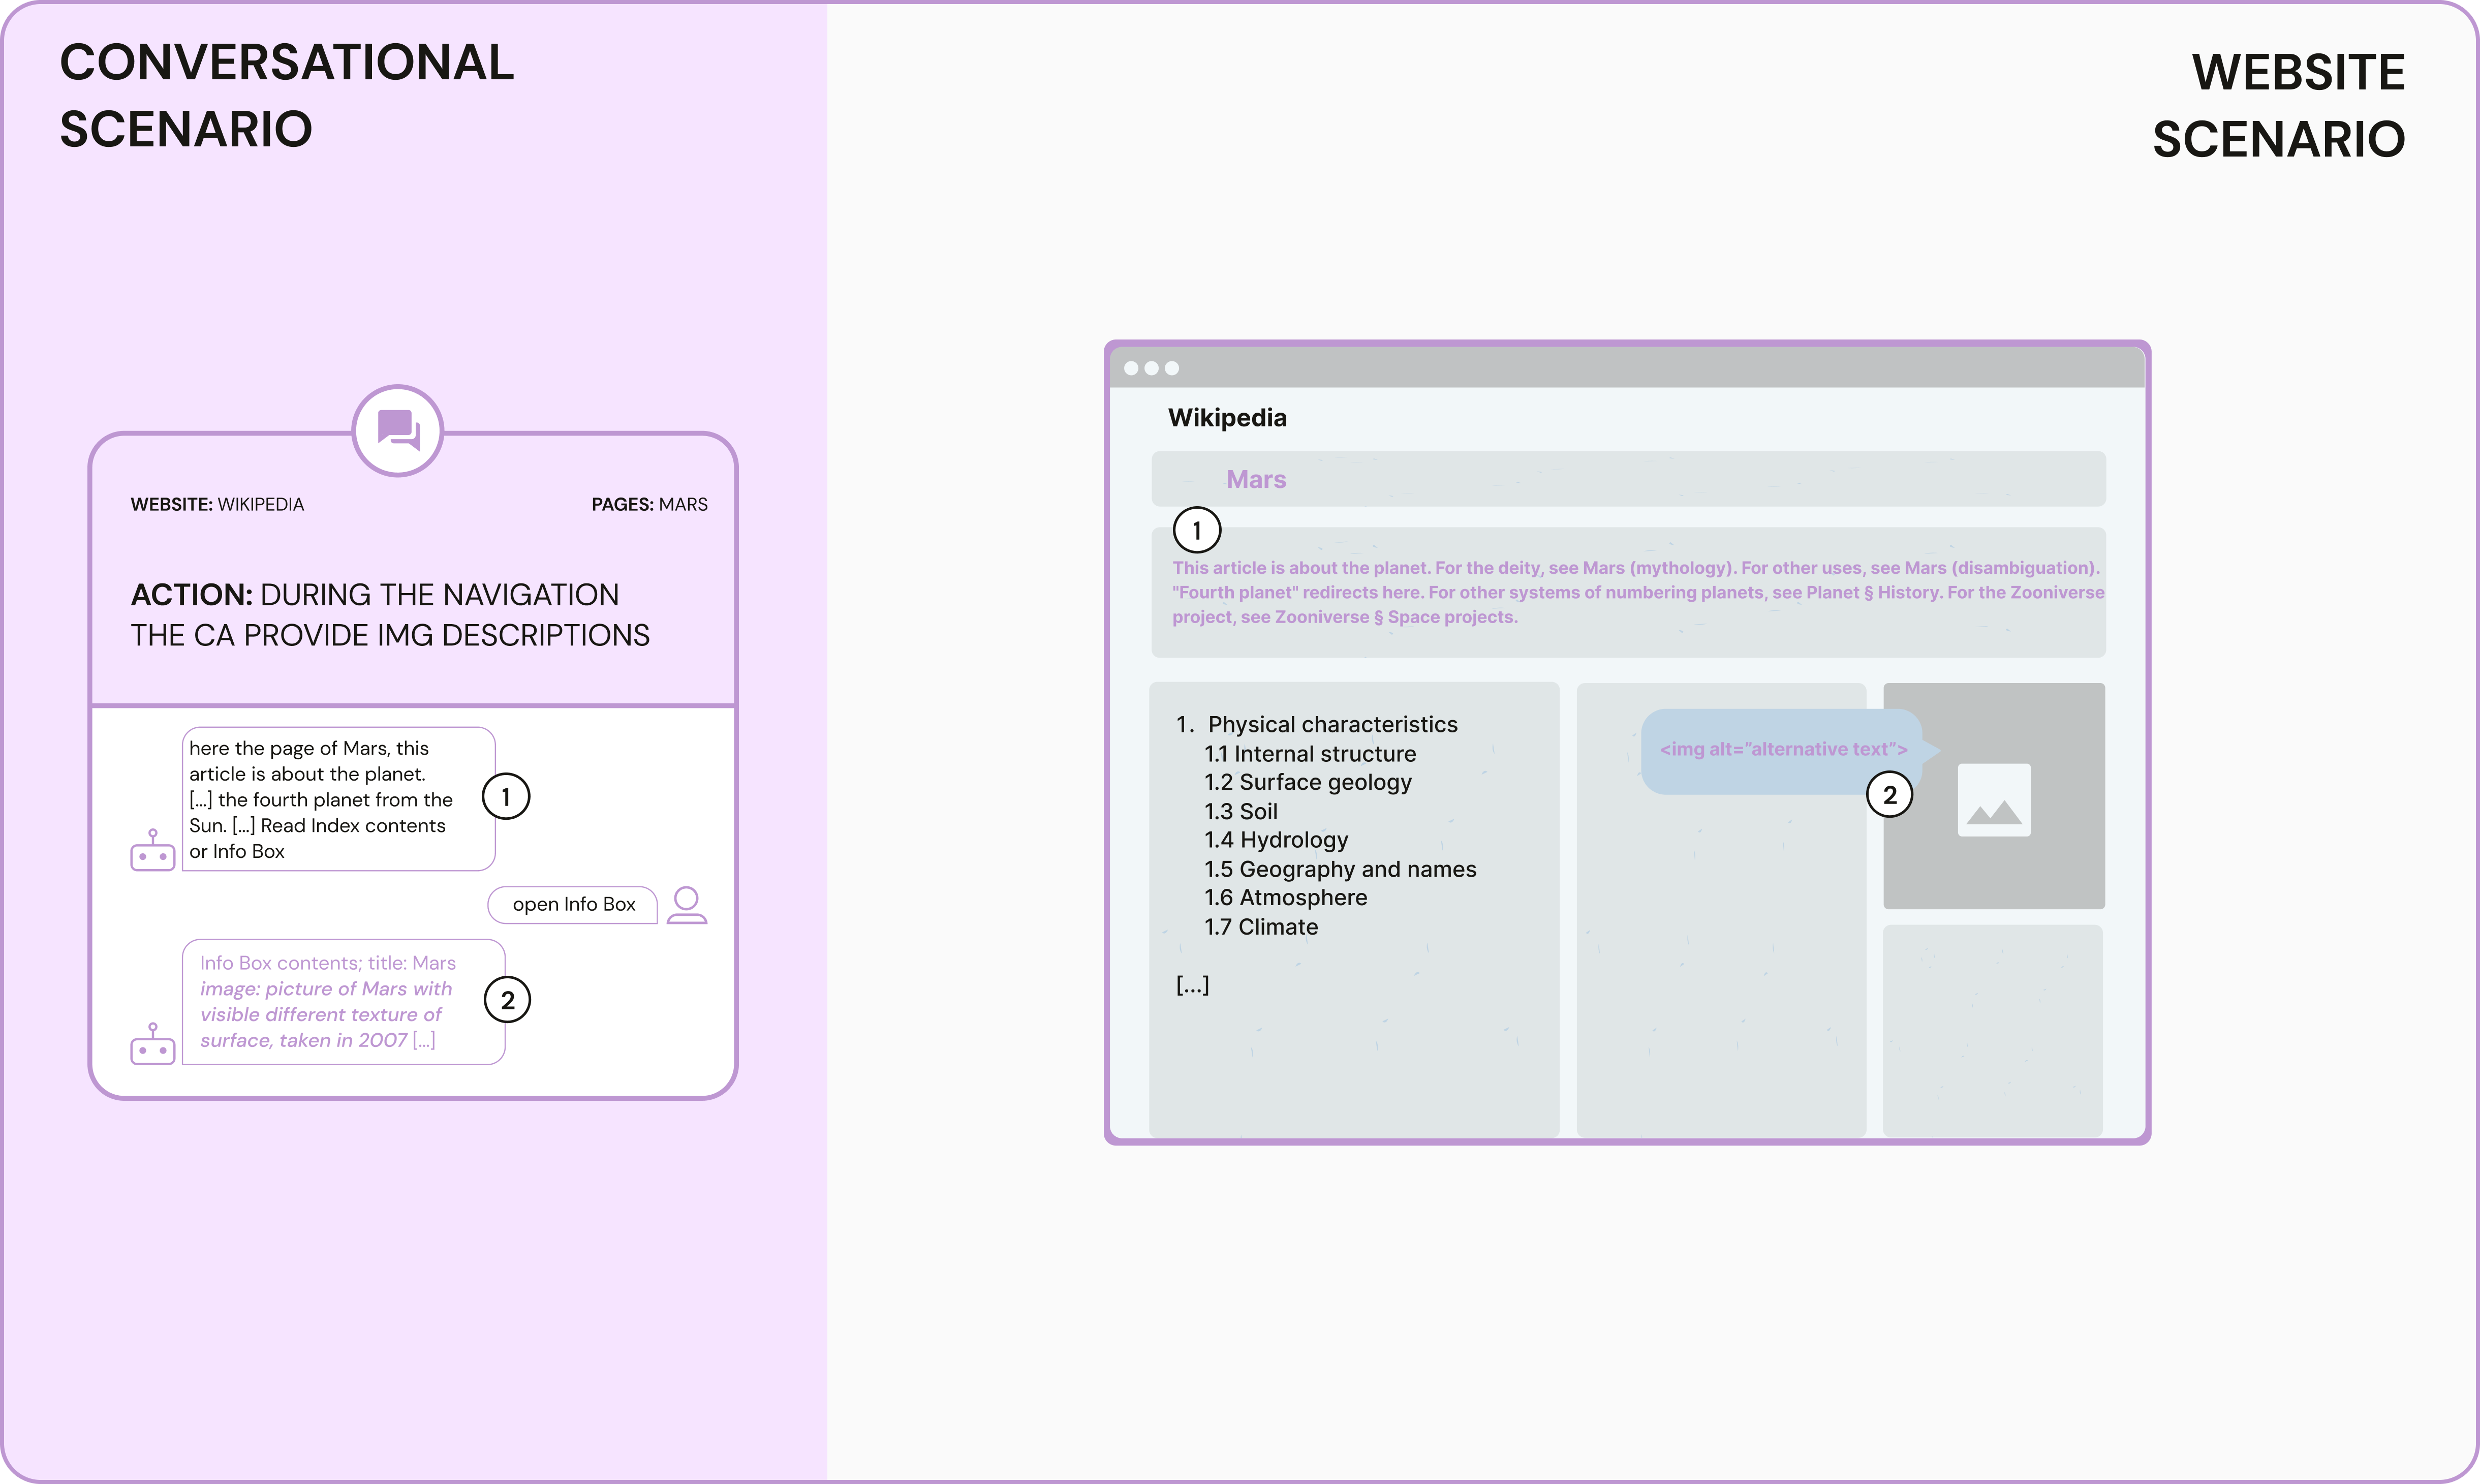 CONVERSATIONAL
SCENARIO
WEBSITE: WIKIPEDIA
PAGES: MARS
ACTION: DURING THE NAVIGATION
THE CA PROVIDE IMG DESCRIPTIONS
here the page of Mars, this
article is about the planet.
[...] the fourth planet from the
Sun. [...] Read Index contents
or Info Box
1
open Info Box
Info Box contents; title: Mars
image: picture of Mars with
visible different texture of
surface, taken in 2007 [...]
2
WEBSITE
SCENARIO
Wikipedia
Mars
1
This article is about the planet. For the deity, see Mars (mythology). For other uses, see Mars (disambiguation).
"Fourth planet" redirects here. For other systems of numbering planets, see Planet § History. For the Zooniverse
project, see Zooniverse § Space projects.
1. Physical characteristics
1.1 Internal structure
1.2 Surface geology
1.3 Soil
1.4 Hydrology
1.5 Geography and names
1.6 Atmosphere
1.7 Climate
[...]
<img alt="alternative text">
2